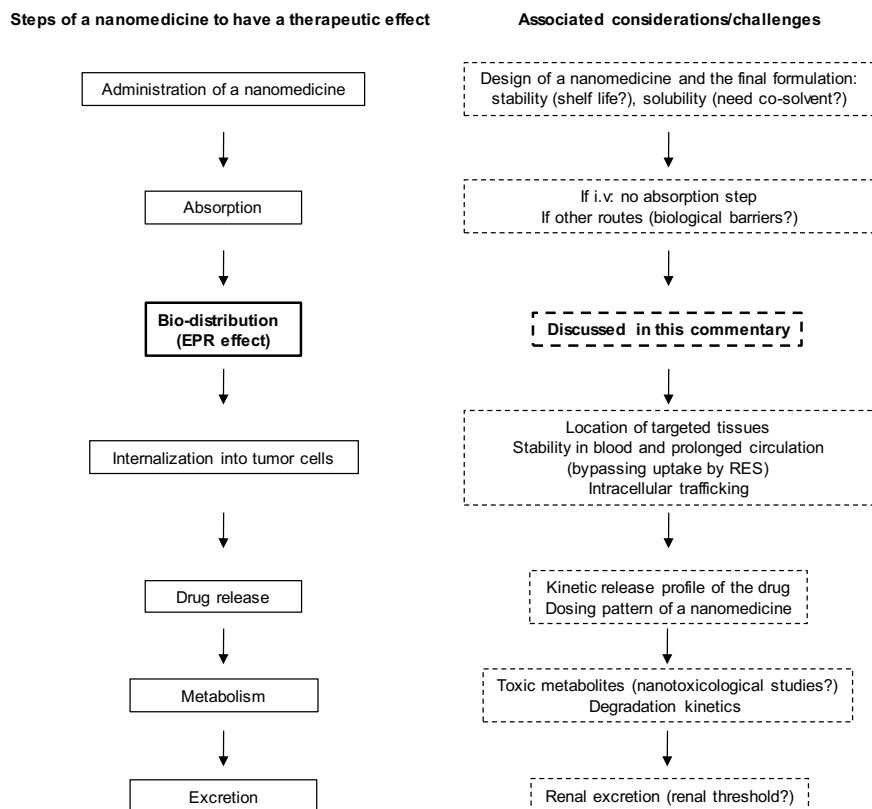 Steps of a nanomedicine to have a therapeutic effect
Associated considerations/challenges
Administration of a nanomedicine
Design of a nanomedicine and the final formulation:
stability (shelf life?), solubility (need co-solvent?)
Absorption
If i.v: no absorption step
If other routes (biological barriers?)
Bio-distribution
(EPR effect)
Discussed in this commentary
Internalization into tumor cells
Location of targeted tissues
Stability in blood and prolonged circulation
(bypassing uptake by RES)
Intracellular trafficking
Drug release
Kinetic release profile of the drug
Dosing pattern of a nanomedicine
Metabolism
Toxic metabolites (nanotoxicological studies?)
Degradation kinetics
Excretion
Renal excretion (renal threshold?)